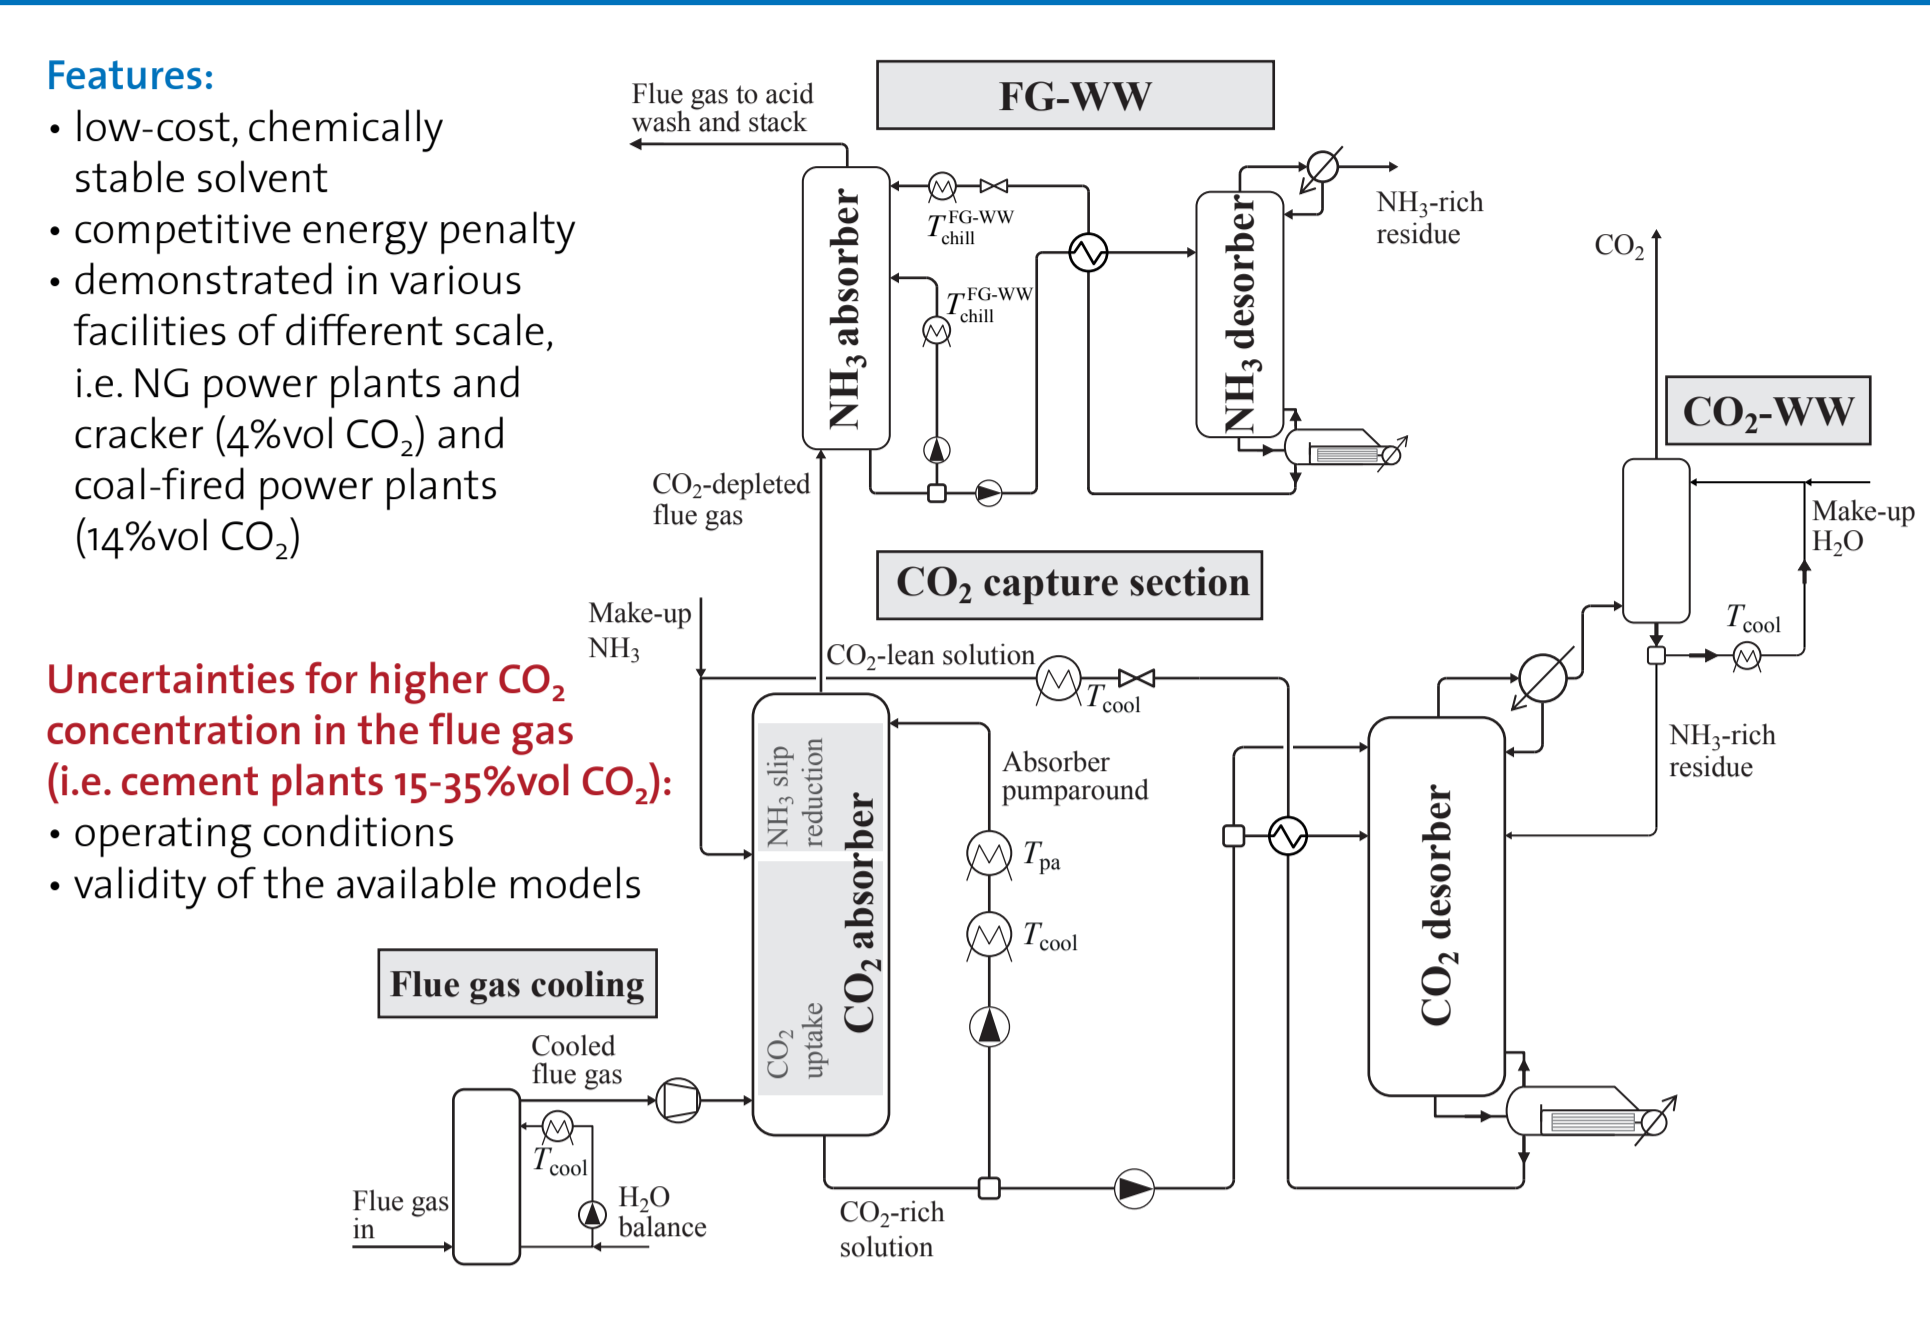 Features:
• low-cost, chemically
stable solvent
• competitive energy penalty
• demonstrated in various
facilities of different scale,
i.e. NG power plants and
cracker (4%vol CO₂) and
coal-fired power plants
(14%vol CO₂)
Uncertainties for higher CO₂
concentration in the flue gas
(i.e. cement plants 15-35%vol CO₂):
• operating conditions
• validity of the available models
FG-WW
Flue gas to acid
wash and stack
NH₃ absorber
T chill FG-WW
T chill FG-WW
NH₃ desorber
NH₃-rich
residue
CO₂
CO₂-WW
Make-up
H₂O
T cool
NH₃-rich
residue
CO₂-depleted
flue gas
CO₂ capture section
Make-up
NH₃
CO₂-lean solution
T cool
NH₃ slip
reduction
CO₂ absorber
CO₂
uptake
Absorber
pumparound
T pa
T cool
CO₂ desorber
Flue gas cooling
Cooled
flue gas
T cool
Flue gas
in
H₂O
balance
CO₂-rich
solution